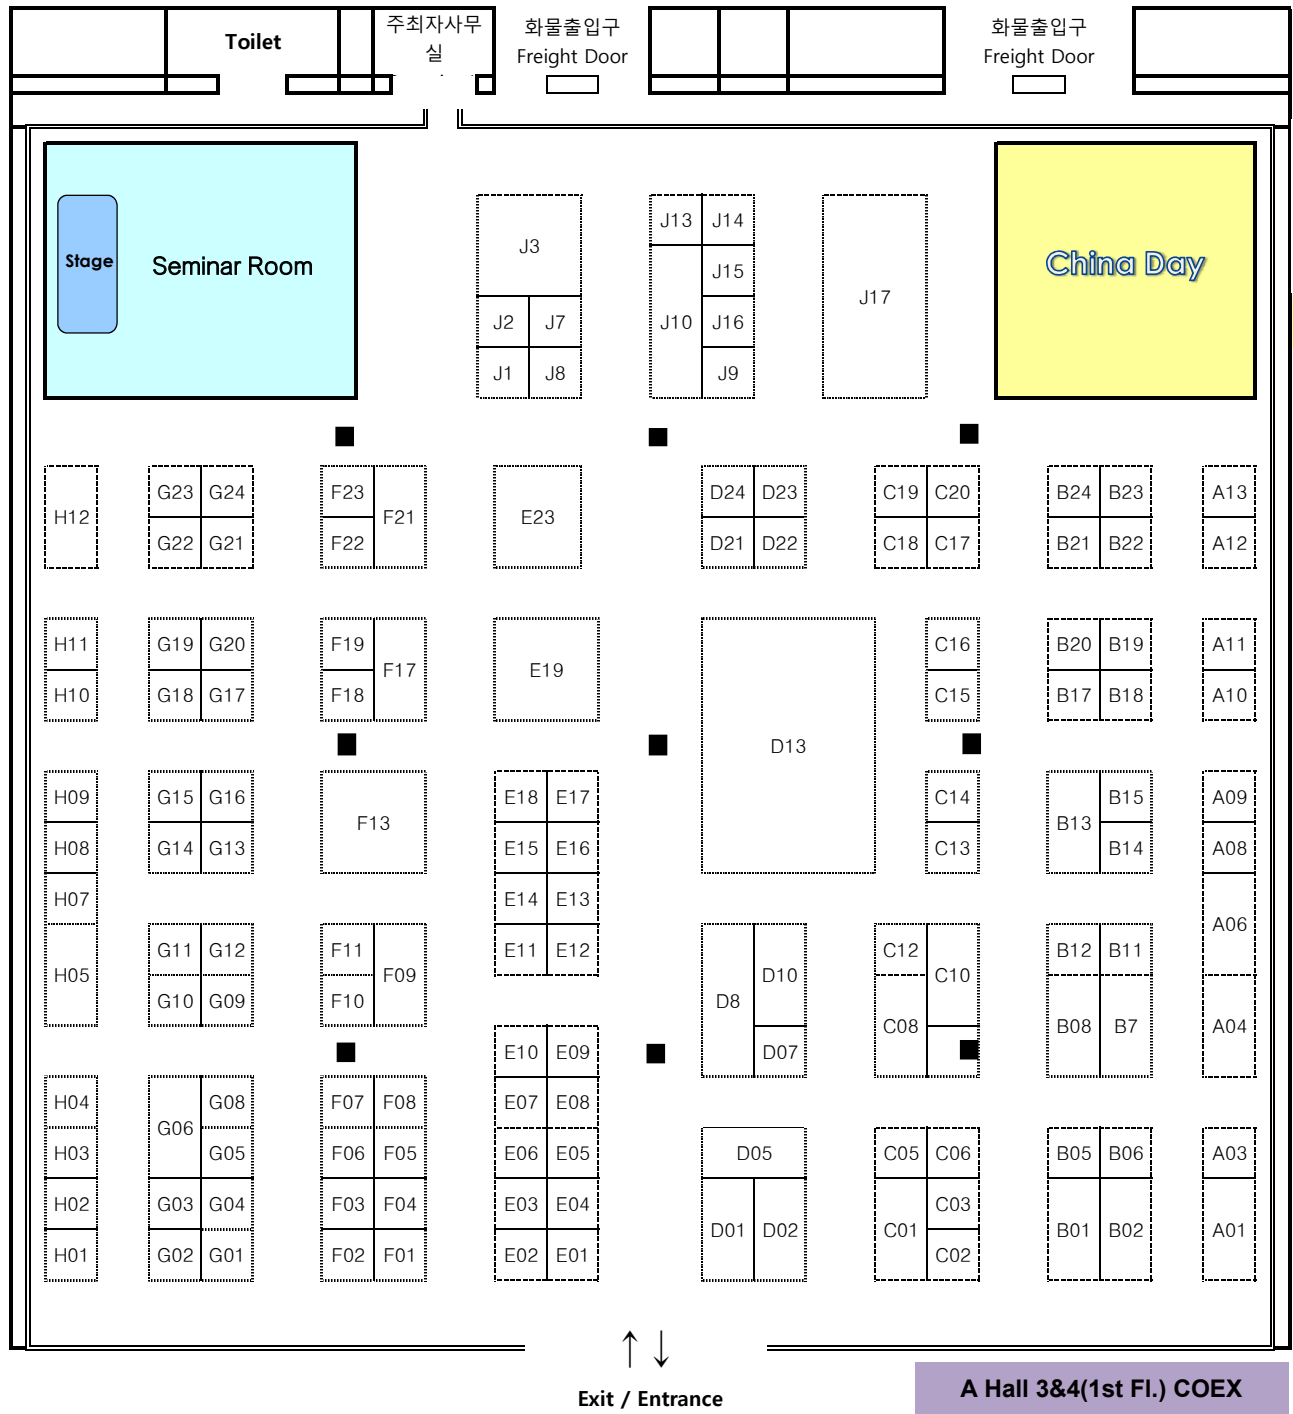 Toilet
주최자사무
실
화물출입구
Freight Door
화물출입구
Freight Door
Stage
Seminar Room
China Day
J3
J2 J7
J1 J8
J13 J14
J10 J15
J16
J9
J17
H12 G23 G24 F23 F21 E23 D24 D23 C19 C20 B24 B23 A13
G22 G21 F22 D21 D22 C18 C17 B21 B22 A12
H11 G19 G20 F19 F17 E19 C16 B20 B19 A11
H10 G18 G17 F18 C15 B17 B18 A10
D13
H09 G15 G16 F13 E18 E17 C14 B13 B15 A09
H08 G14 G13 E15 E16 C13 B14 A08
H07 E14 E13
H05 G11 G12 F11 F09 E11 E12 D8 D10 C12 C10 B12 B11 A06
G10 G09 F10 C08 B08 B7 A04
E10 E09 D07
H04 G06 G08 F07 F08 E07 E08
H03 G05 F06 F05 E06 E05 D05 C05 C06 B05 B06 A03
H02 G03 G04 F03 F04 E03 E04 D01 D02 C01 C03 B01 B02 A01
H01 G02 G01 F02 F01 E02 E01 C02
↑ ↓
Exit / Entrance
A Hall 3&4(1st Fl.) COEX